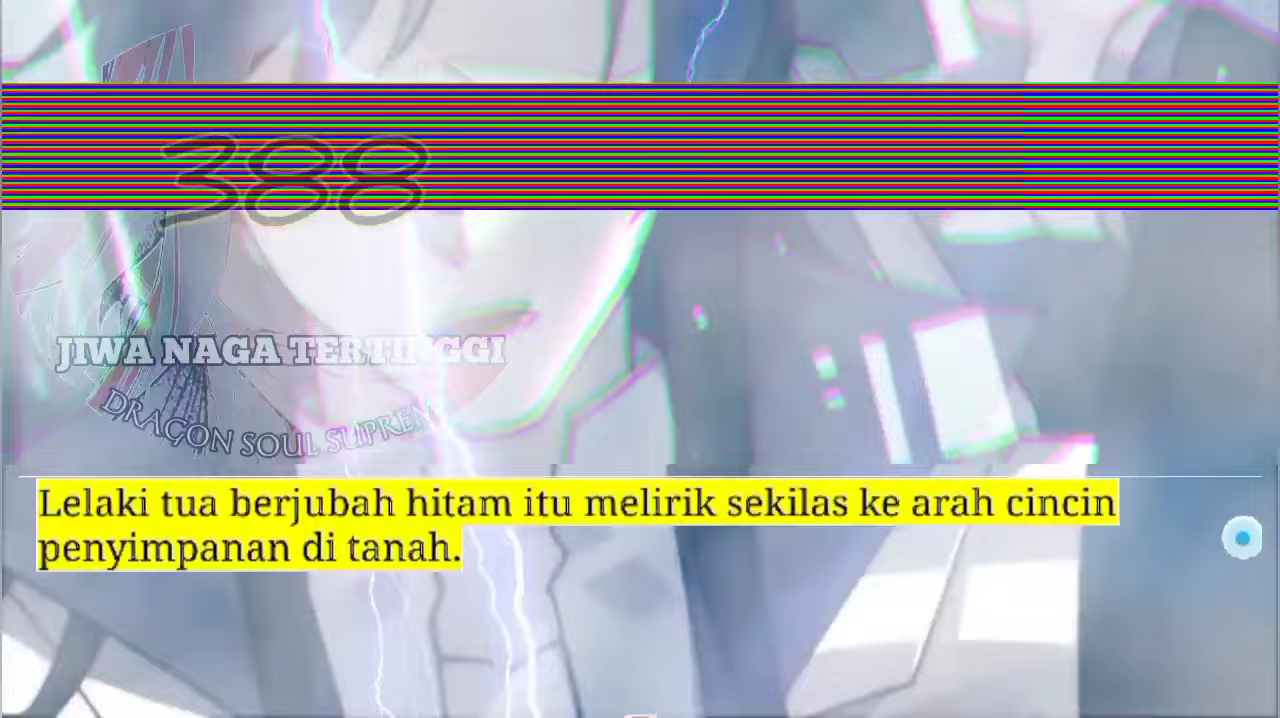 388
JIWA NAGA TERTINGGI
DRAGON SOUL SUPREM
Lelaki tua berjubah hitam itu melirik sekilas ke arah cincin
penyimpanan di tanah.